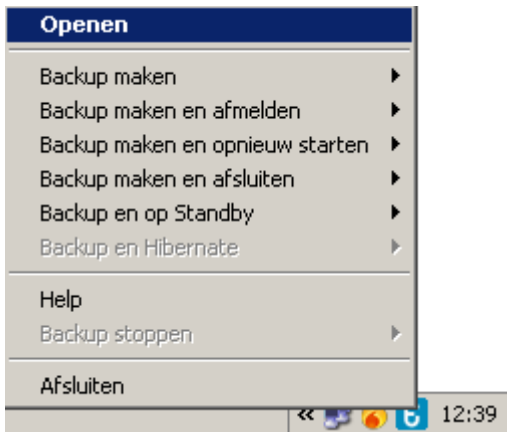 Openen
Backup maken
Backup maken en afmelden
Backup maken en opnieuw starten
Backup maken en afsluiten
Backup en op Standby
Backup en Hibernate
Help
Backup stoppen
Afsluiten
« 12:39